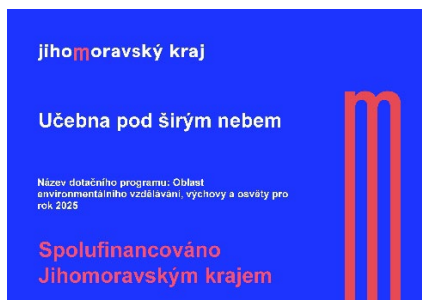 jihomoravský kraj
Učebna pod širým nebem
Název dotačního programu: Oblast
environmentálního vzdělávání, výchovy a osvěty pro
rok 2025
Spolufinancováno
Jihomoravským krajem